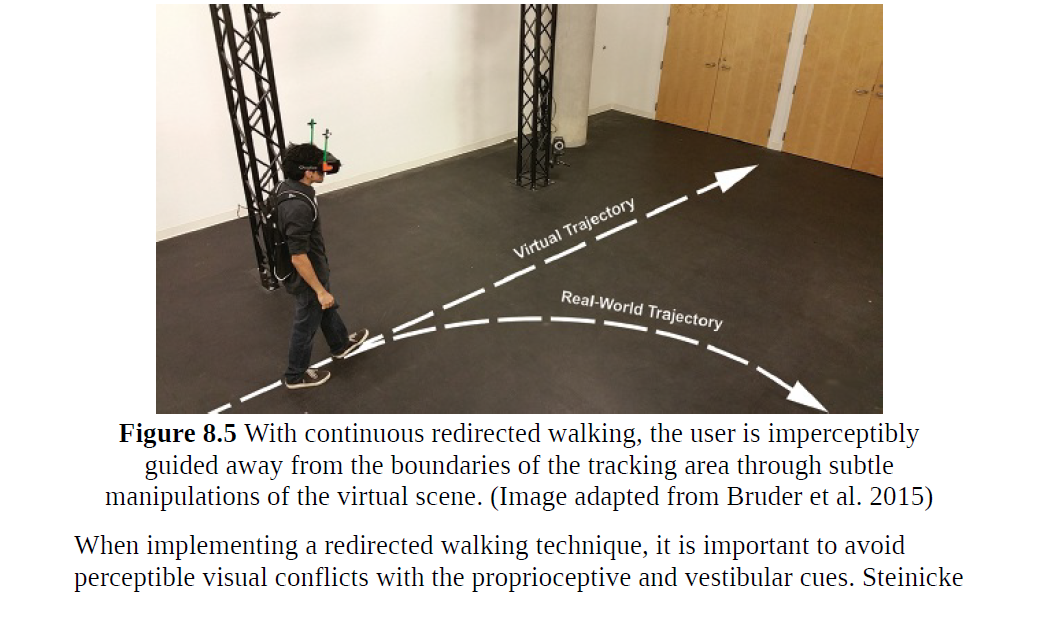 Virtual Trajectory
Real-World Trajectory
Figure 8.5 With continuous redirected walking, the user is imperceptibly
guided away from the boundaries of the tracking area through subtle
manipulations of the virtual scene. (Image adapted from Bruder et al. 2015)
When implementing a redirected walking technique, it is important to avoid
perceptible visual conflicts with the proprioceptive and vestibular cues. Steinicke